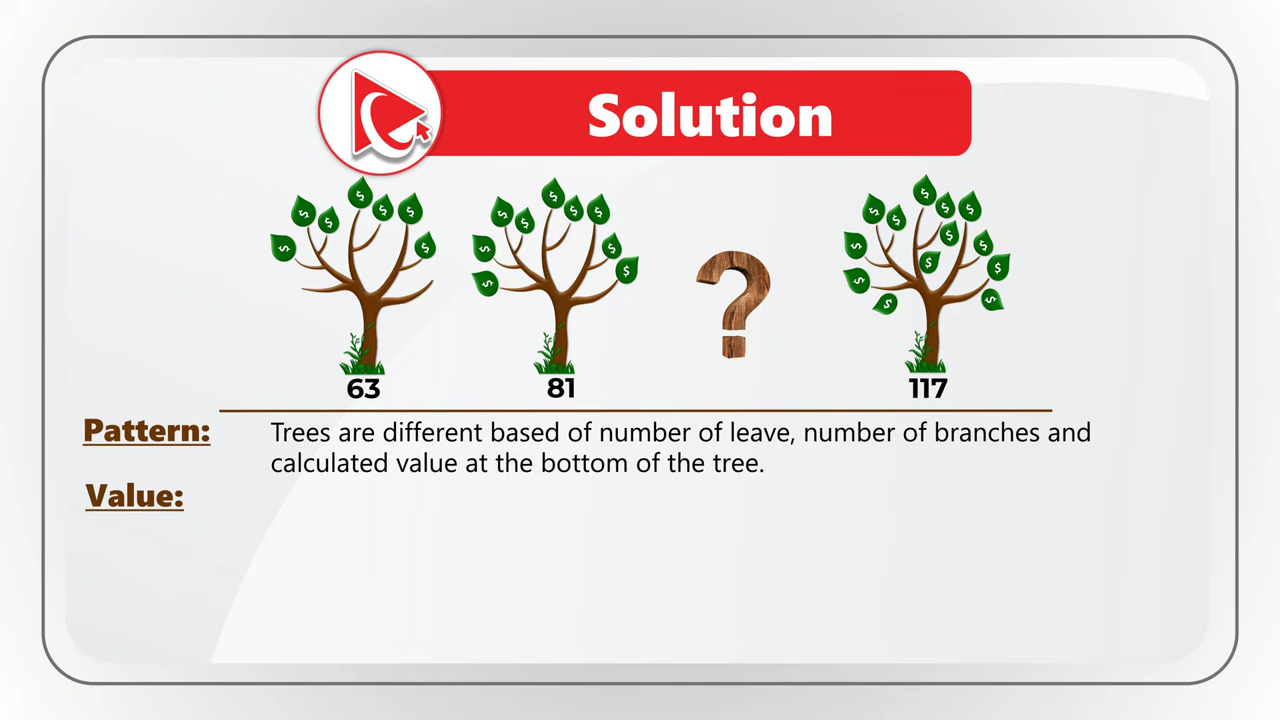 Solution
$ $ $ $ $ $ $ $
$ $ $ $ $ $ $ $ $ $
?
$ $ $ $ $ $ $ $ $ $ $ $ $ $
63 81 117
Pattern: Trees are different based of number of leave, number of branches and
calculated value at the bottom of the tree.
Value: